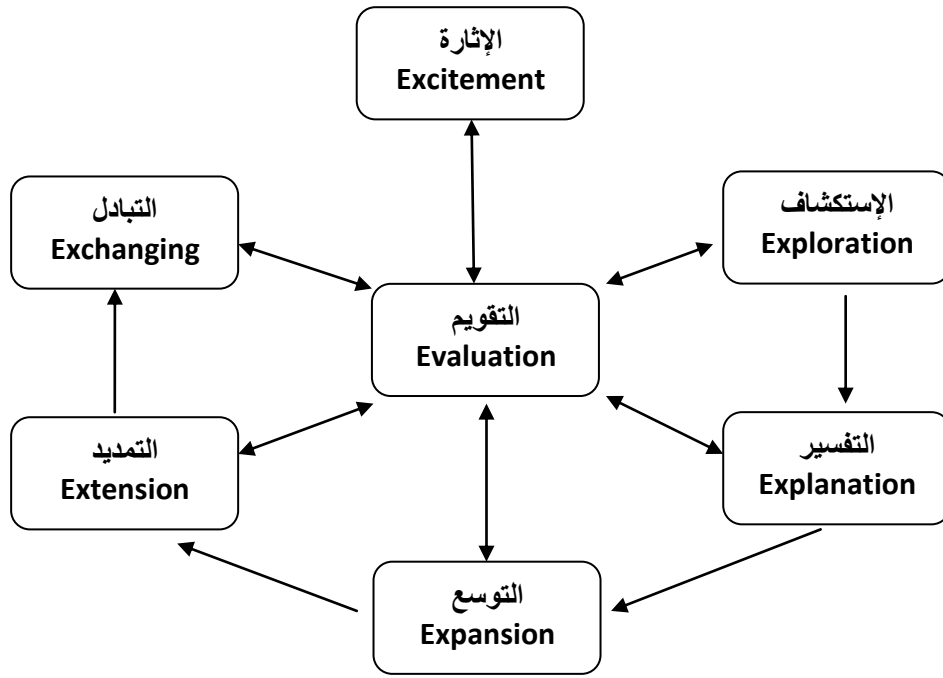 الإثارة
Excitement
التبادل
Exchanging
الإستكشاف
Exploration
التقويم
Evaluation
التمديد
Extension
التفسير
Explanation
التوسع
Expansion